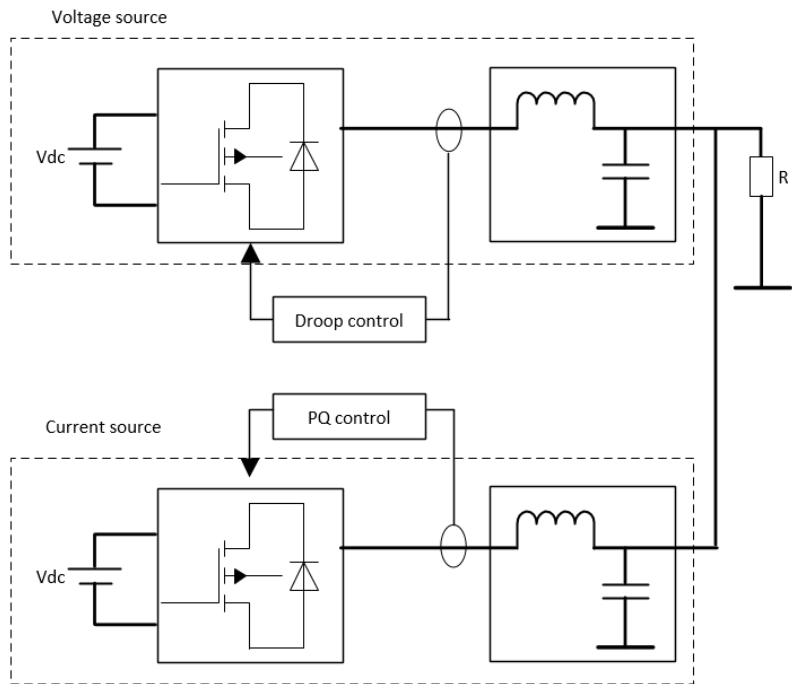 Voltage source
Vdc
R
Droop control
PQ control
Current source
Vdc